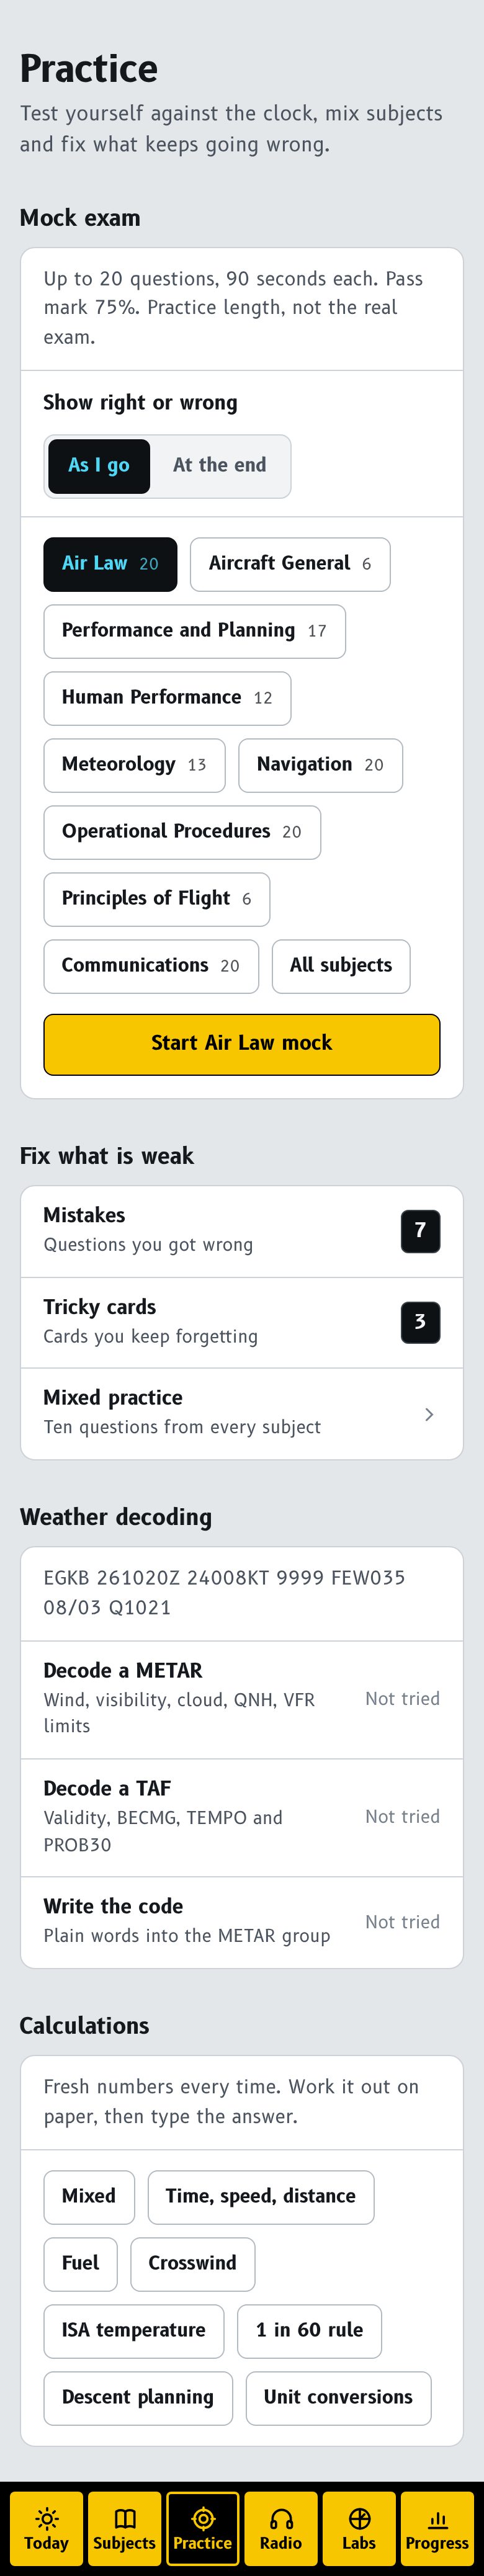 Practice
Test yourself against the clock, mix subjects
and fix what keeps going wrong.
Mock exam
Up to 20 questions, 90 seconds each. Pass
mark 75%. Practice length, not the real
exam.
Show right or wrong
As I go At the end
Air Law 20 Aircraft General 6
Performance and Planning 17
Human Performance 12
Meteorology 13 Navigation 20
Operational Procedures 20
Principles of Flight 6
Communications 20 All subjects
Start Air Law mock
Fix what is weak
Mistakes
Questions you got wrong
7
Tricky cards
Cards you keep forgetting
3
Mixed practice
Ten questions from every subject
Weather decoding
EGKB 261020Z 24008KT 9999 FEW035
08/03 Q1021
Decode a METAR
Wind, visibility, cloud, QNH, VFR
limits
Not tried
Decode a TAF
Validity, BECMG, TEMPO and
PROB30
Not tried
Write the code
Plain words into the METAR group
Not tried
Calculations
Fresh numbers every time. Work it out on
paper, then type the answer.
Mixed Time, speed, distance
Fuel Crosswind
ISA temperature 1 in 60 rule
Descent planning Unit conversions
Today Subjects Practice Radio Labs Progress